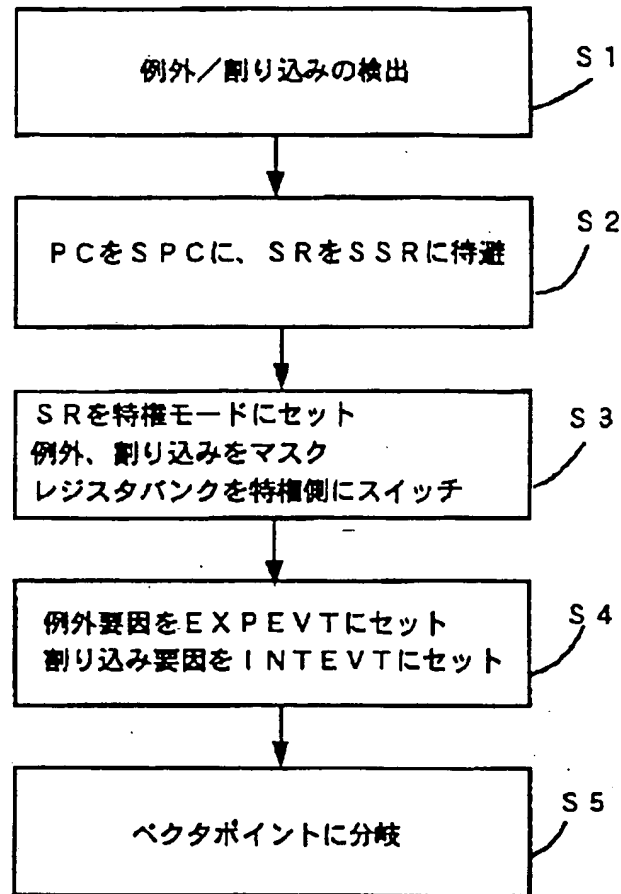 例外／割り込みの検出
S1
PCをSPCに、SRをSSRに待避
S2
SRを特権モードにセット
例外、割り込みをマスク
レジスタバンクを特権側にスイッチ
S3
例外要因をEXPEVTにセット
割り込み要因をINTEVTにセット
S4
ベクタポイントに分岐
S5